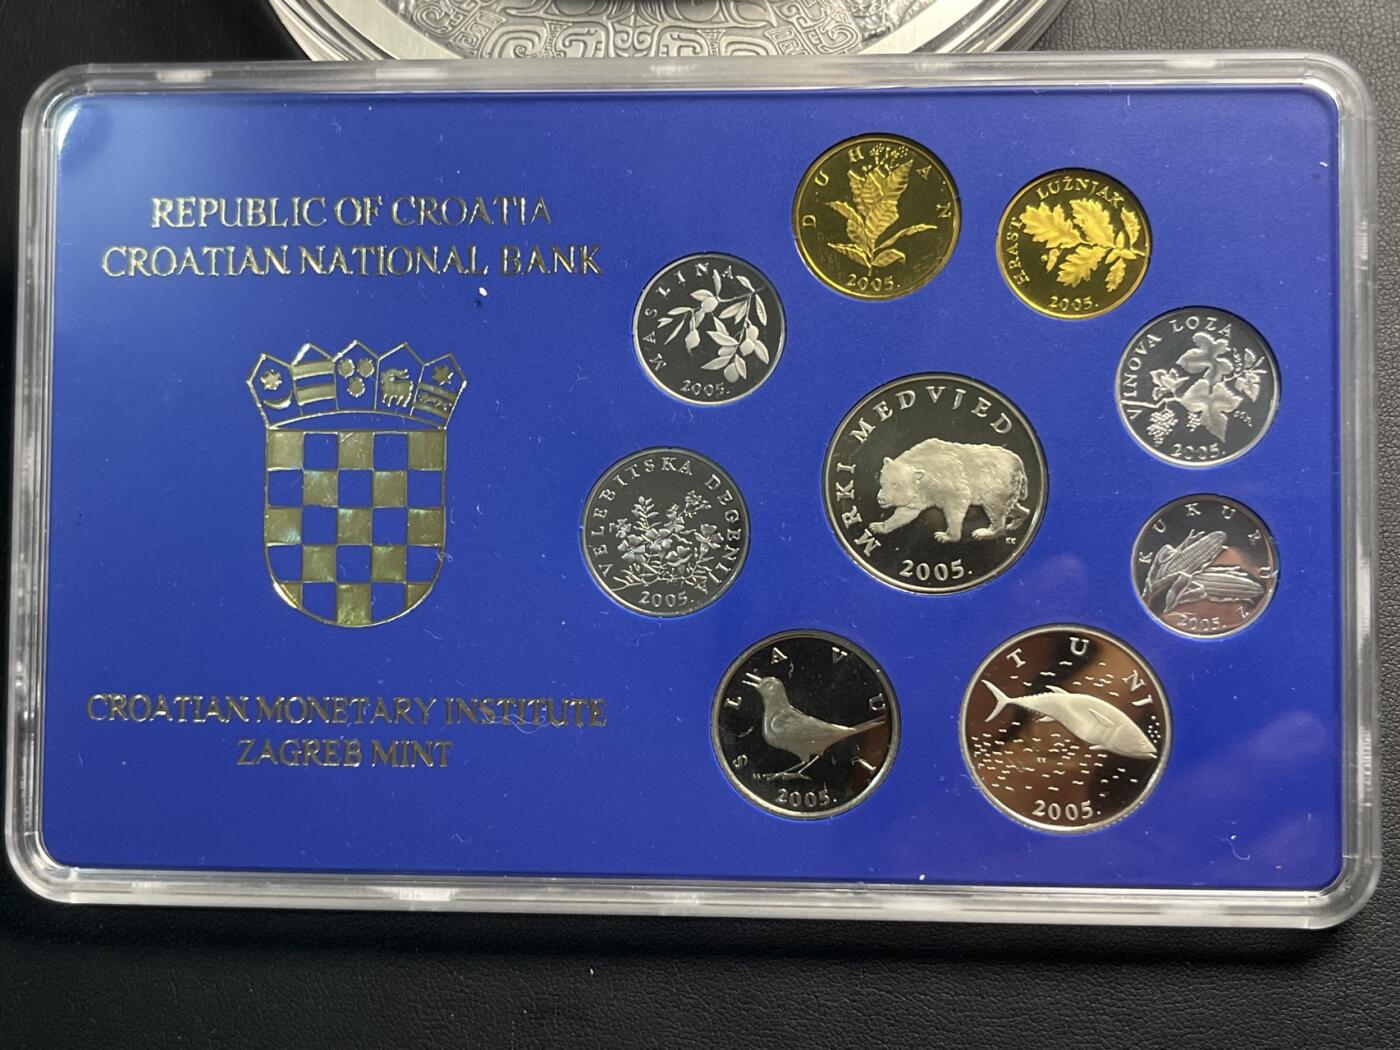 REPUBLIC OF CROATIA
CROATIAN NATIONAL BANK
CROATIAN MONETARY INSTITUTE
ZAGREB MINT
DUHAN
2005.
HRAST LUŽNJAK
2005.
MASLINA
2005.
VINOVA LOZA
2005.
MRKI MEDVJED
2005.
VELEBITSKA DEGENIJA
2005.
KUKURUZ
2005.
SLAVUJ
2005.
TUNJ
2005.